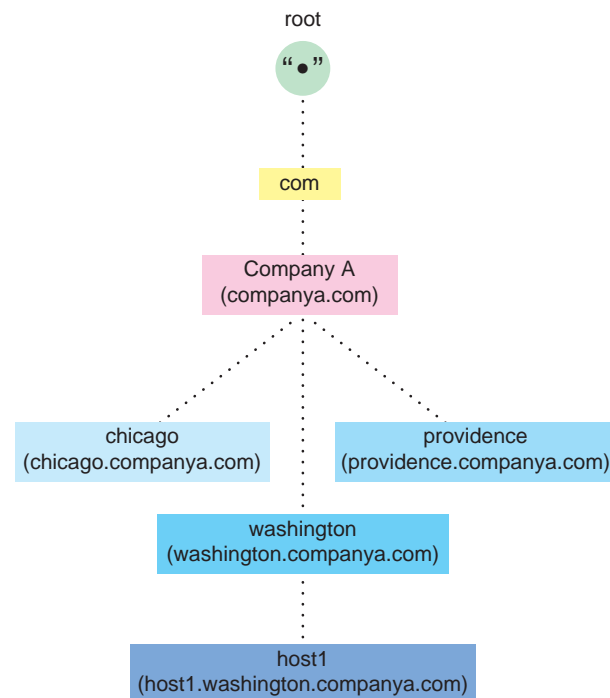 root
“•”
com
Company A
(companya.com)
chicago
(chicago.companya.com)
providence
(providence.companya.com)
washington
(washington.companya.com)
host1
(host1.washington.companya.com)